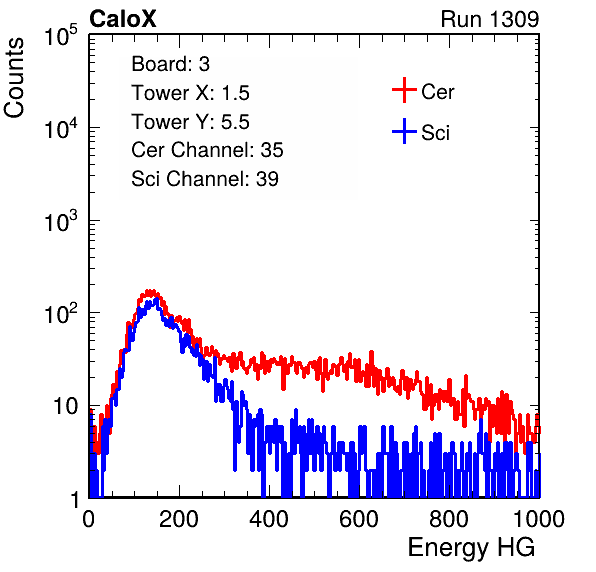 CaloX Run 1309
Counts
10^5
10^4
10^3
10^2
10
1
Board: 3
Tower X: 1.5
Tower Y: 5.5
Cer Channel: 35
Sci Channel: 39
Cer
Sci
0 200 400 600 800 1000
Energy HG